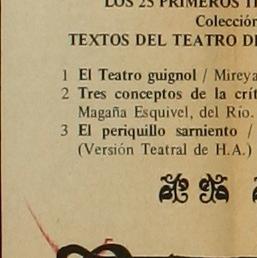 LOS 25 PRIMEROS
Colección
TEXTOS DEL TEATRO DE
1 El Teatro guignol / Mireya
2 Tres conceptos de la crít
Magaña Esquivel, del Río.
3 El periquillo sarniento /
(Versión Teatral de H.A.)